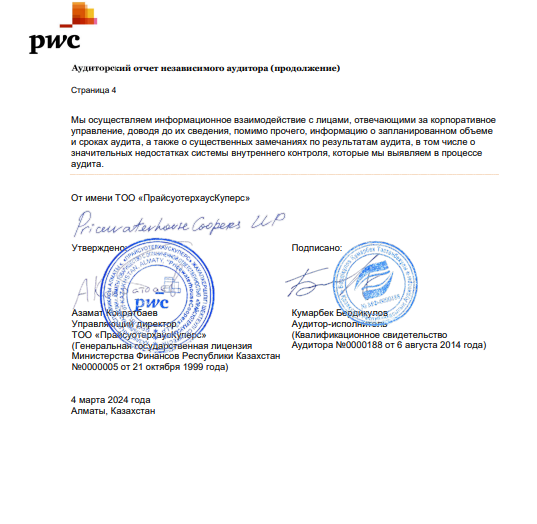 pwc
Аудиторский отчет независимого аудитора (продолжение)
Страница 4
Мы осуществляем информационное взаимодействие с лицами, отвечающими за корпоративное
управление, доводя до их сведения, помимо прочего, информацию о запланированном объеме
и сроках аудита, а также о существенных замечаниях по результатам аудита, в том числе о
значительных недостатках системы внутреннего контроля, которые мы выявляем в процессе
аудита.
От имени ТОО «ПрайсуотерхаусКуперс»
PricewaterhouseCoopers LLP
Утверждено:
Подписано:
pwc
Азамат Конратбаев
Управляющий директор
ТОО «ПрайсуотерхаусКуперс»
(Генеральная государственная лицензия
Министерства Финансов Республики Казахстан
№0000005 от 21 октября 1999 года)
Кумарбек Бердикулов
Аудитор-исполнитель
(Квалификационное свидетельство
Аудитора №0000188 от 6 августа 2014 года)
4 марта 2024 года
Алматы, Казахстан